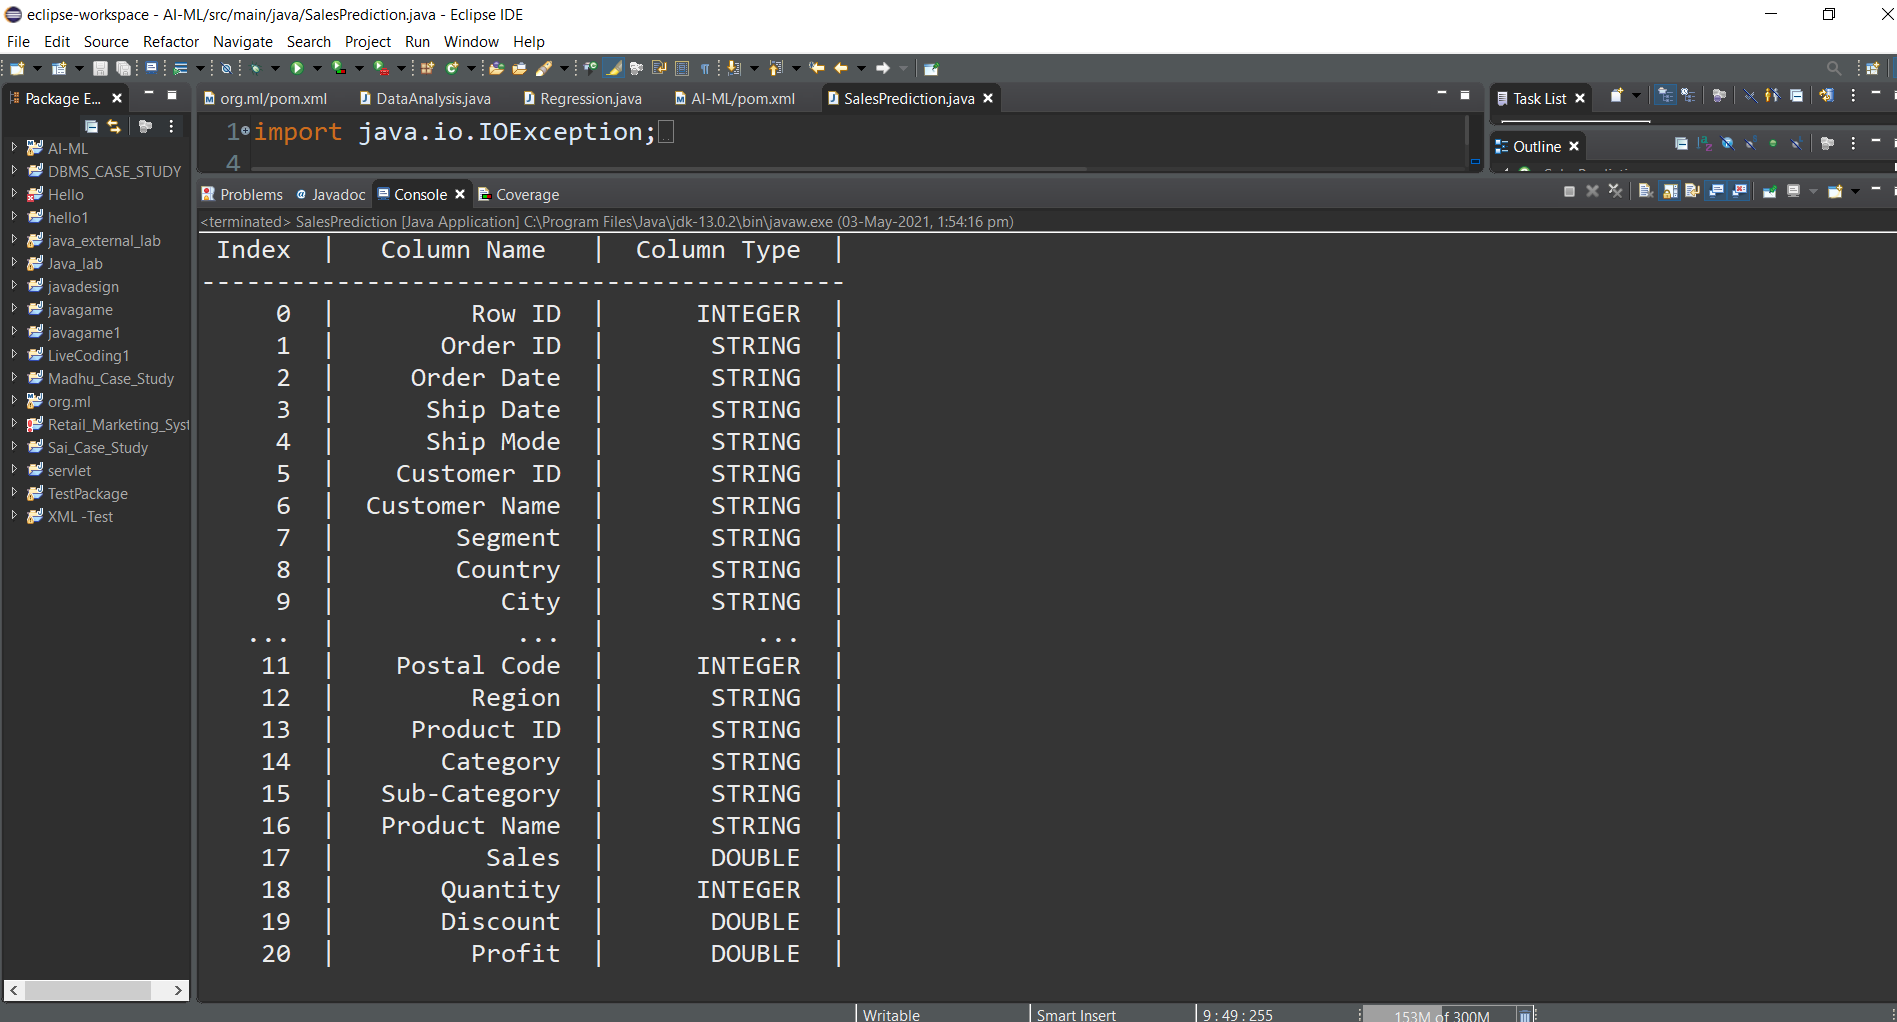 eclipse-workspace - AI-ML/src/main/java/SalesPrediction.java - Eclipse IDE
File Edit Source Refactor Navigate Search Project Run Window Help
Package E...
org.ml/pom.xml DataAnalysis.java Regression.java AI-ML/pom.xml SalesPrediction.java
Task List
1 import java.io.IOException;
4
Outline
AI-ML
DBMS_CASE_STUDY
Hello
hello1
java_external_lab
Java_lab
javadesign
javagame
javagame1
LiveCoding1
Madhu_Case_Study
org.ml
Retail_Marketing_Syst
Sai_Case_Study
servlet
TestPackage
XML -Test
Problems Javadoc Console Coverage
<terminated> SalesPrediction [Java Application] C:\Program Files\Java\jdk-13.0.2\bin\javaw.exe (03-May-2021, 1:54:16 pm)
Index | Column Name | Column Type |
-------------------------------------------
0 | Row ID | INTEGER |
1 | Order ID | STRING |
2 | Order Date | STRING |
3 | Ship Date | STRING |
4 | Ship Mode | STRING |
5 | Customer ID | STRING |
6 | Customer Name | STRING |
7 | Segment | STRING |
8 | Country | STRING |
9 | City | STRING |
... | ... | ... |
11 | Postal Code | INTEGER |
12 | Region | STRING |
13 | Product ID | STRING |
14 | Category | STRING |
15 | Sub-Category | STRING |
16 | Product Name | STRING |
17 | Sales | DOUBLE |
18 | Quantity | INTEGER |
19 | Discount | DOUBLE |
20 | Profit | DOUBLE |
Writable Smart Insert 9 : 49 : 255 153M of 300M